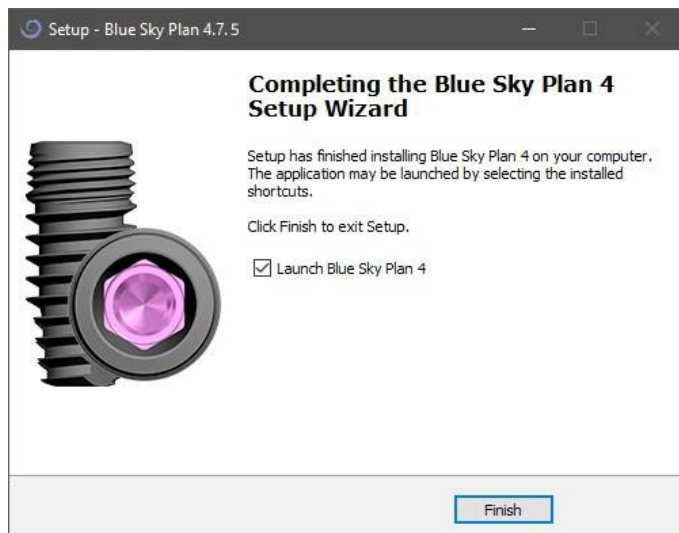 Setup - Blue Sky Plan 4.7.5
Completing the Blue Sky Plan 4
Setup Wizard
Setup has finished installing Blue Sky Plan 4 on your computer.
The application may be launched by selecting the installed
shortcuts.
Click Finish to exit Setup.
Launch Blue Sky Plan 4
Finish